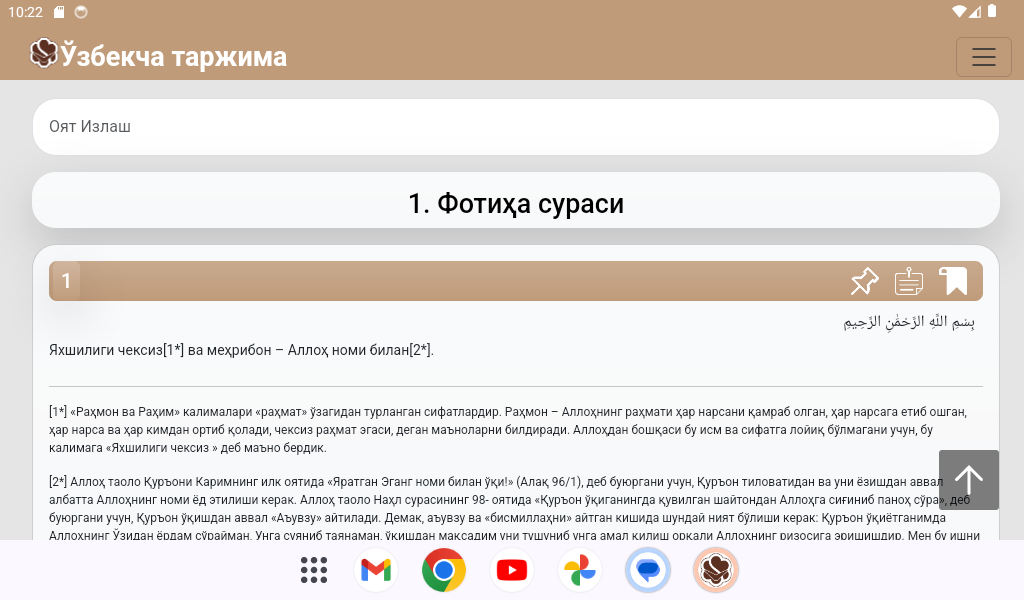 10:22
Ўзбекча таржима
Оят Излаш
1. Фотиҳа сураси
1
بِسْمِ اللَّهِ الرَّحْمَٰنِ الرَّحِيمِ
Яхшилиги чексиз[1*] ва меҳрибон – Аллоҳ номи билан[2*].
[1*] «Раҳмон ва Раҳим» калималари «раҳмат» ўзагидан турланган сифатлардир. Раҳмон – Аллоҳнинг раҳмати ҳар нарсани қамраб олган, ҳар нарсага етиб ошган,
ҳар нарса ва ҳар кимдан ортиб қолади, чексиз раҳмат эгаси, деган маъноларни билдиради. Аллоҳдан бошқаси бу исм ва сифатга лойиқ бўлмагани учун, бу
калимага «Яхшилиги чексиз » деб маъно бердик.
[2*] Аллоҳ таоло Қуръони Каримнинг илк оятида «Яратган Эганг номи билан ўқи!» (Алақ 96/1), деб буюргани учун, Қуръон тиловатидан ва уни ёзишдан аввал
албатта Аллоҳнинг номи ёд этилиши керак. Аллоҳ таоло Наҳл сурасининг 98- оятида «Қуръон ўқиганингда қувилган шайтондан Аллоҳга сиғиниб паноҳ сўра», деб
буюргани учун, Қуръон ўқишдан аввал «Аъувзу» айтилади. Демак, аъувзу ва «бисмиллаҳни» айтган кишида шундай ният бўлиши керак: Қуръон ўқиётганимда
Аллоҳнинг Ўзидан ёрдам сўрайман, Унга суяниб таянаман, ўқишдан мақсадим уни тушуниб унга амал қилиш орқали Аллоҳнинг ризосига эришишдир. Мен бу ишни